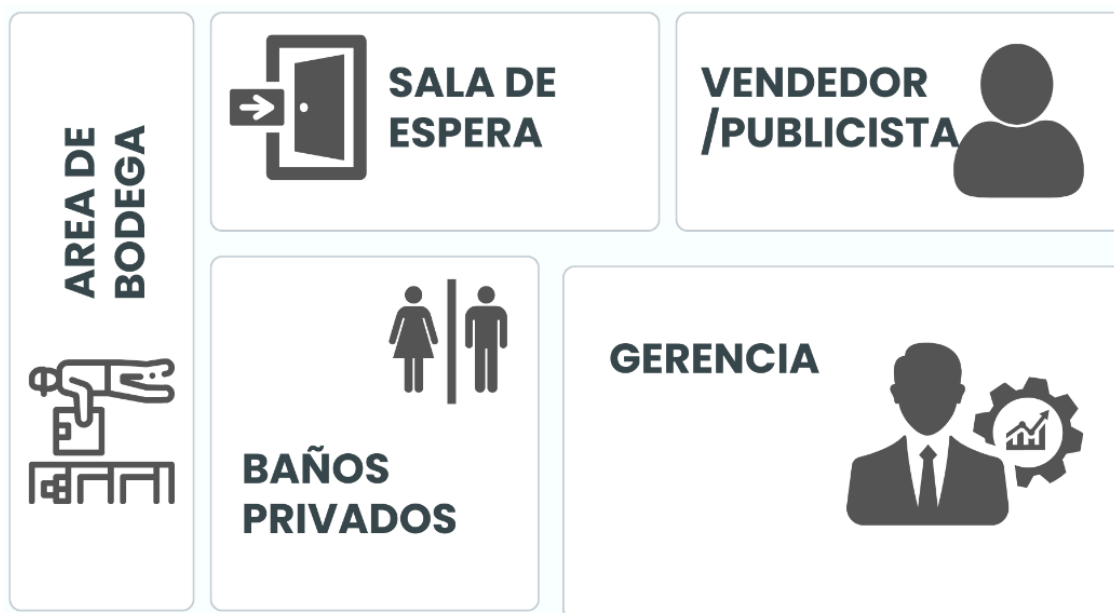 AREA DE
BODEGA
SALA DE
ESPERA
VENDEDOR
/PUBLICISTA
BAÑOS
PRIVADOS
GERENCIA